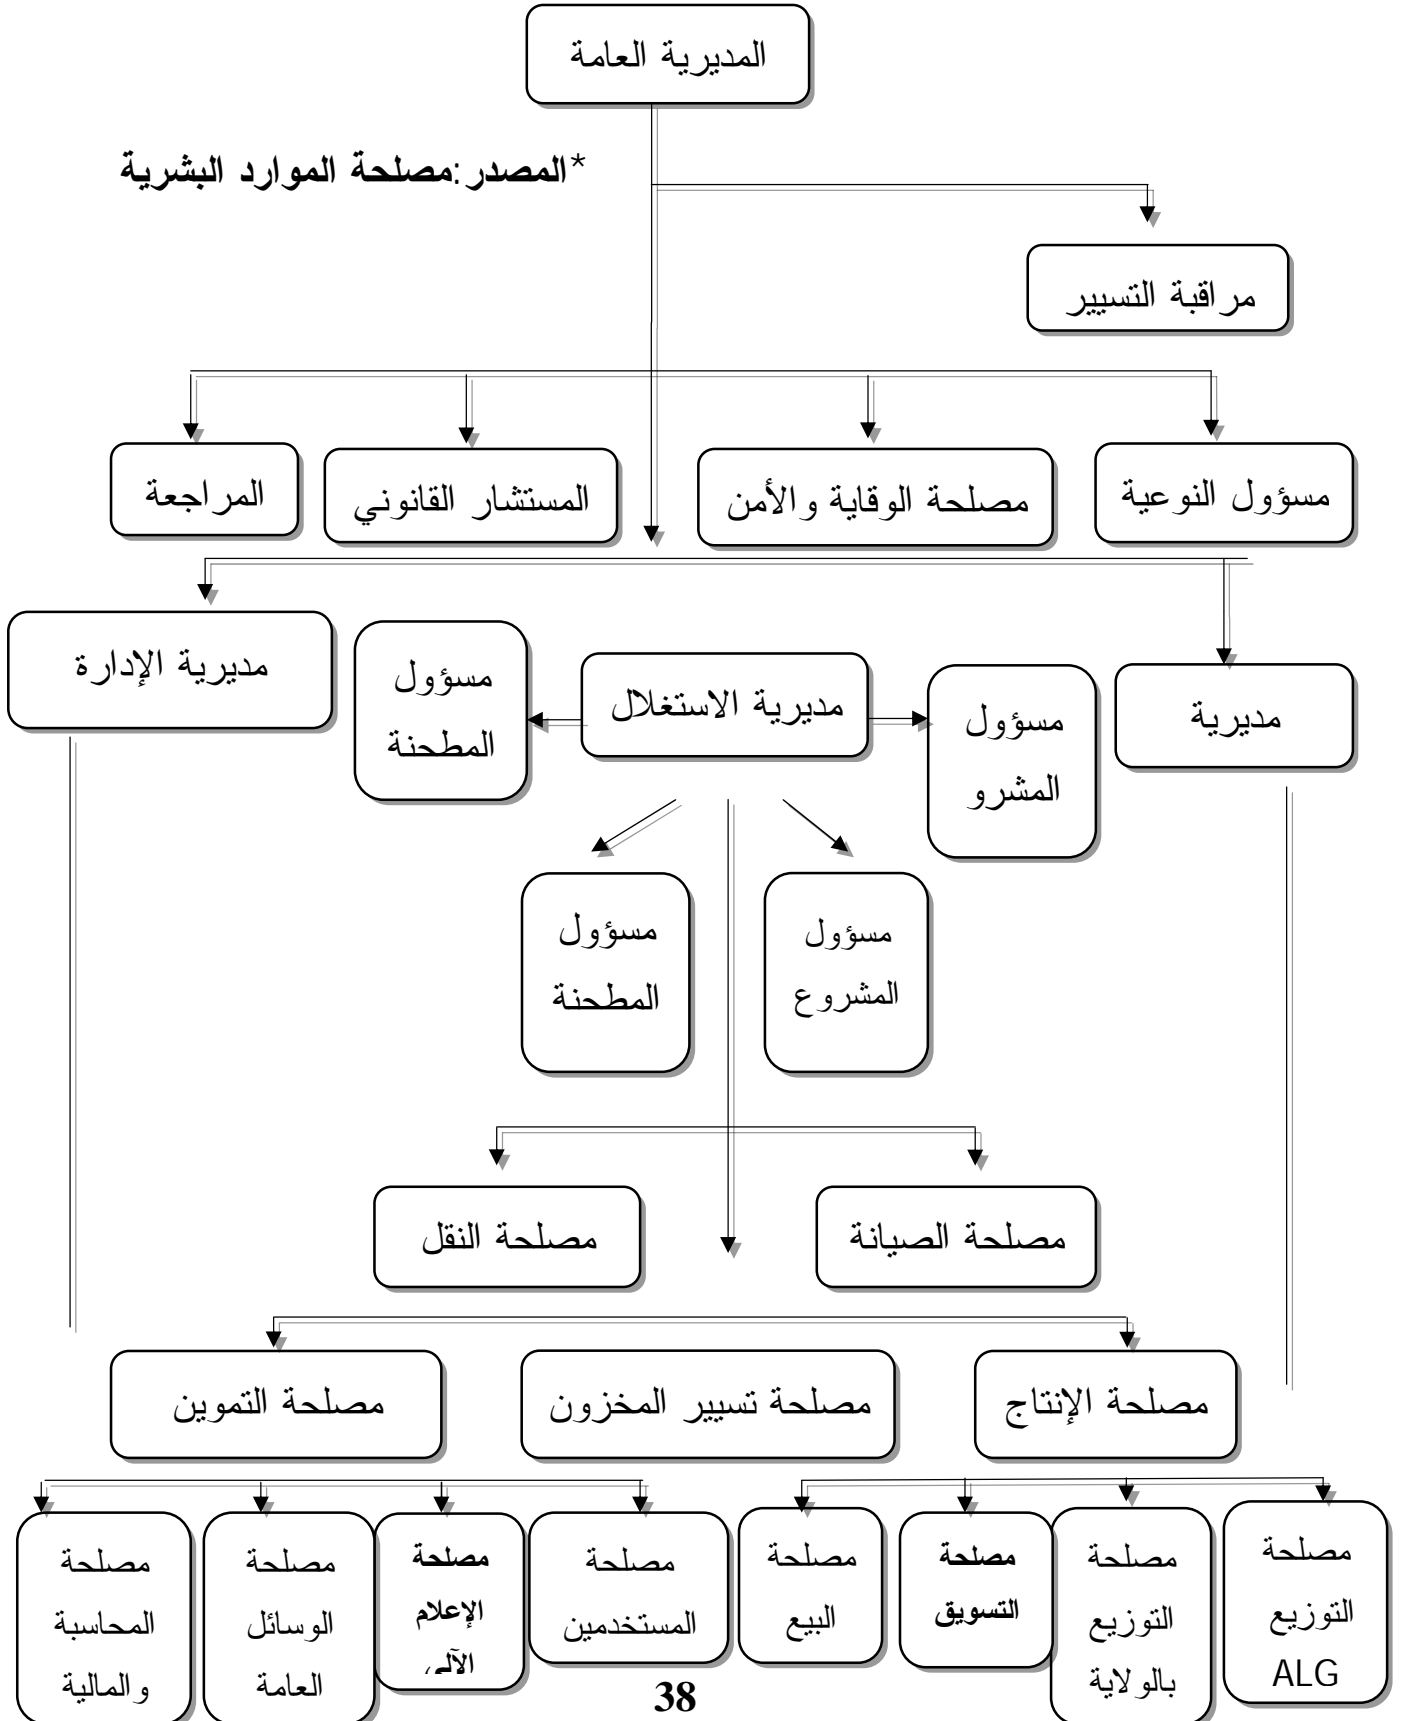 المديرية العامة
*المصدر:مصلحة الموارد البشرية
مراقبة التسيير
مسؤول النوعية
مصلحة الوقاية والأمن
المستشار القانوني
المراجعة
مديرية
مسؤول
المشرو
مديرية الاستغلال
مسؤول
المطحنة
مديرية الإدارة
مسؤول
المشروع
مسؤول
المطحنة
مصلحة الصيانة
مصلحة النقل
مصلحة الإنتاج
مصلحة تسيير المخزون
مصلحة التموين
مصلحة
التوزيع
ALG
مصلحة
التوزيع
بالولاية
مصلحة
التسويق
مصلحة
البيع
مصلحة
المستخدمين
مصلحة
الإعلام
الآلي
مصلحة
الوسائل
العامة
مصلحة
المحاسبة
والمالية
38